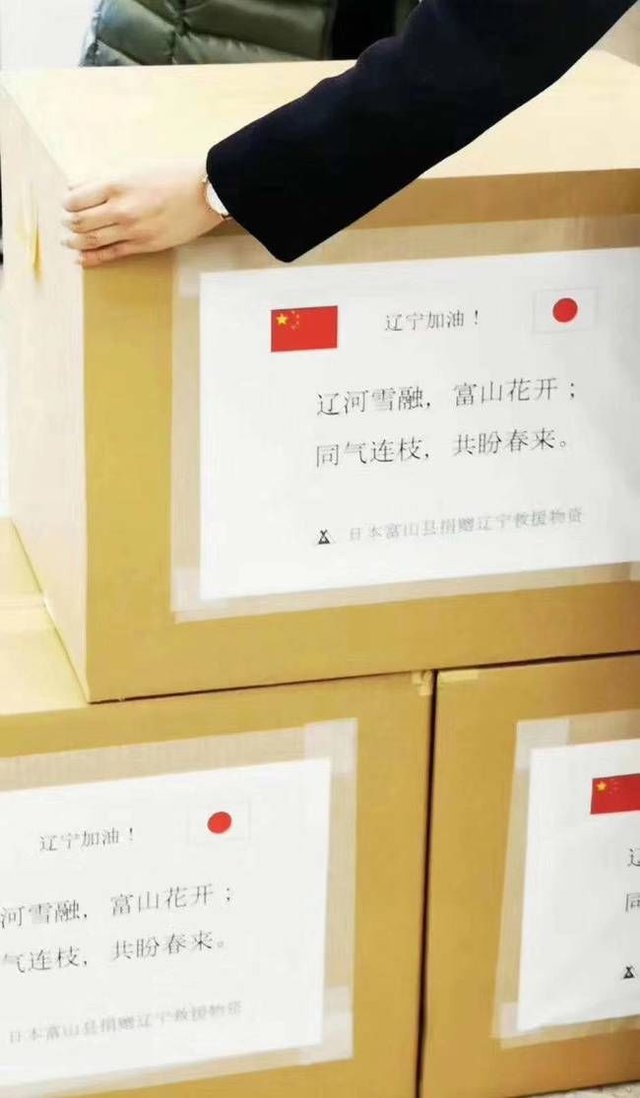 辽宁加油！
辽河雪融，富山花开；
同气连枝，共盼春来。
日本富山县捐赠辽宁救援物资
辽宁加油！
河雪融，富山花开；
气连枝，共盼春来。
日本富山县捐赠辽宁救援物资
辽
同